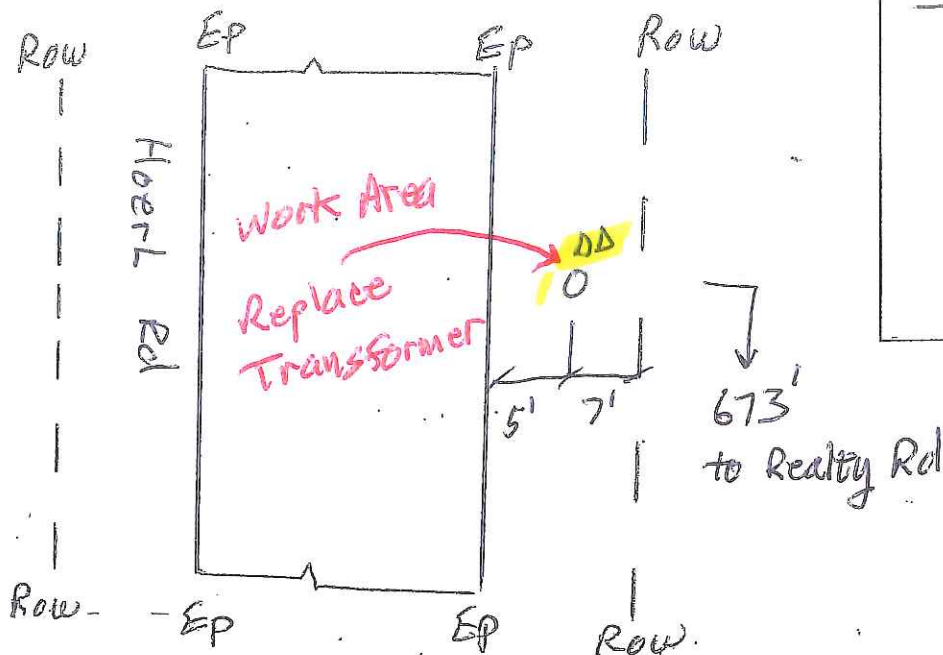 Row
Ep
Ep
Row
Hoerl Rd
Work Area
Replace
Transformer
5'
7'
673'
to Realty Rd
Row
Ep
Ep
Row